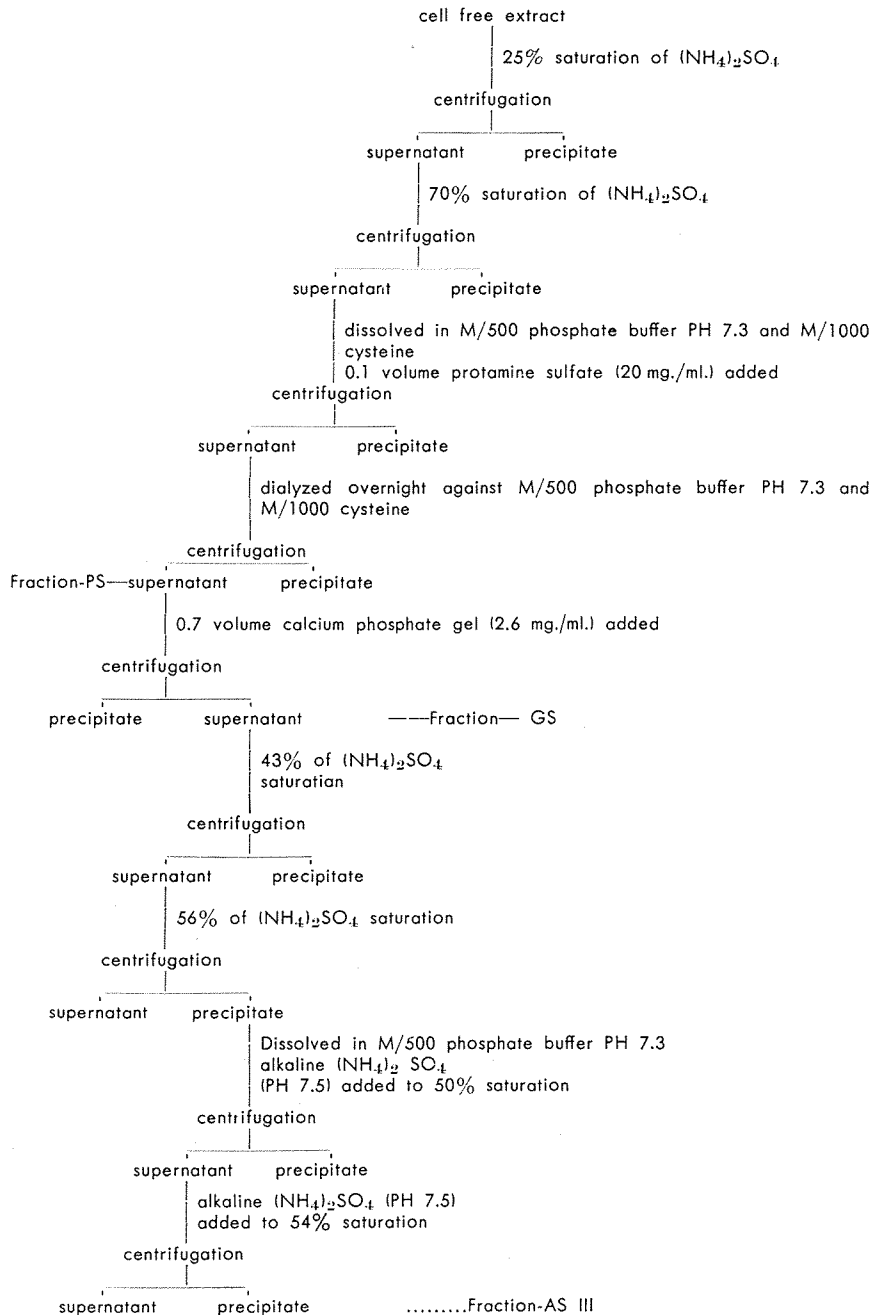 cell free extract
25% saturation of (NH₄)₂SO₄
centrifugation
supernatant precipitate
70% saturation of (NH₄)₂SO₄
centrifugation
supernatant precipitate
dissolved in M/500 phosphate buffer PH 7.3 and M/1000
cysteine
0.1 volume protamine sulfate (20 mg./ml.) added
centrifugation
supernatant precipitate
dialyzed overnight against M/500 phosphate buffer PH 7.3 and
M/1000 cysteine
centrifugation
Fraction-PS—supernatant precipitate
0.7 volume calcium phosphate gel (2.6 mg./ml.) added
centrifugation
precipitate supernatant ——Fraction— GS
43% of (NH₄)₂SO₄
saturatian
centrifugation
supernatant precipitate
56% of (NH₄)₂SO₄ saturation
centrifugation
supernatant precipitate
Dissolved in M/500 phosphate buffer PH 7.3
alkaline (NH₄)₂ SO₄
(PH 7.5) added to 50% saturation
centrifugation
supernatant precipitate
alkaline (NH₄)₂SO₄ (PH 7.5)
added to 54% saturation
centrifugation
supernatant precipitate .........Fraction-AS III